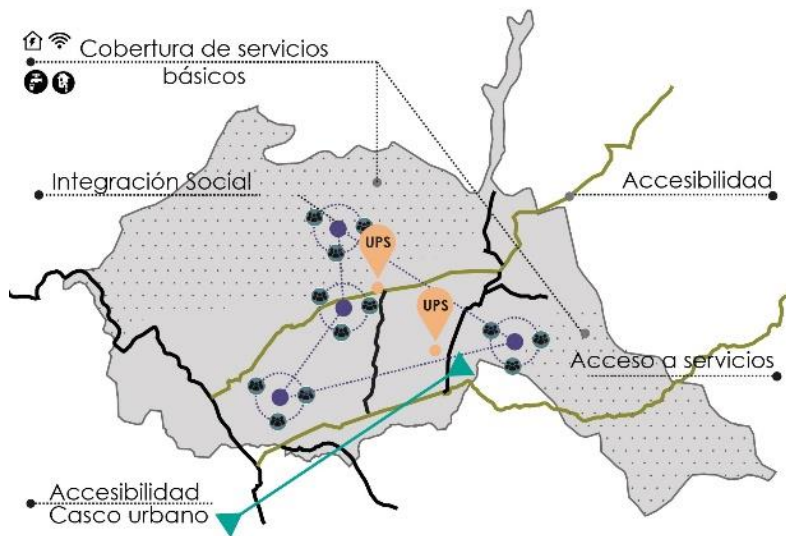 Cobertura de servicios
básicos
Integración Social
Accesibilidad
UPS
UPS
Acceso a servicios
Accesibilidad
Casco urbano